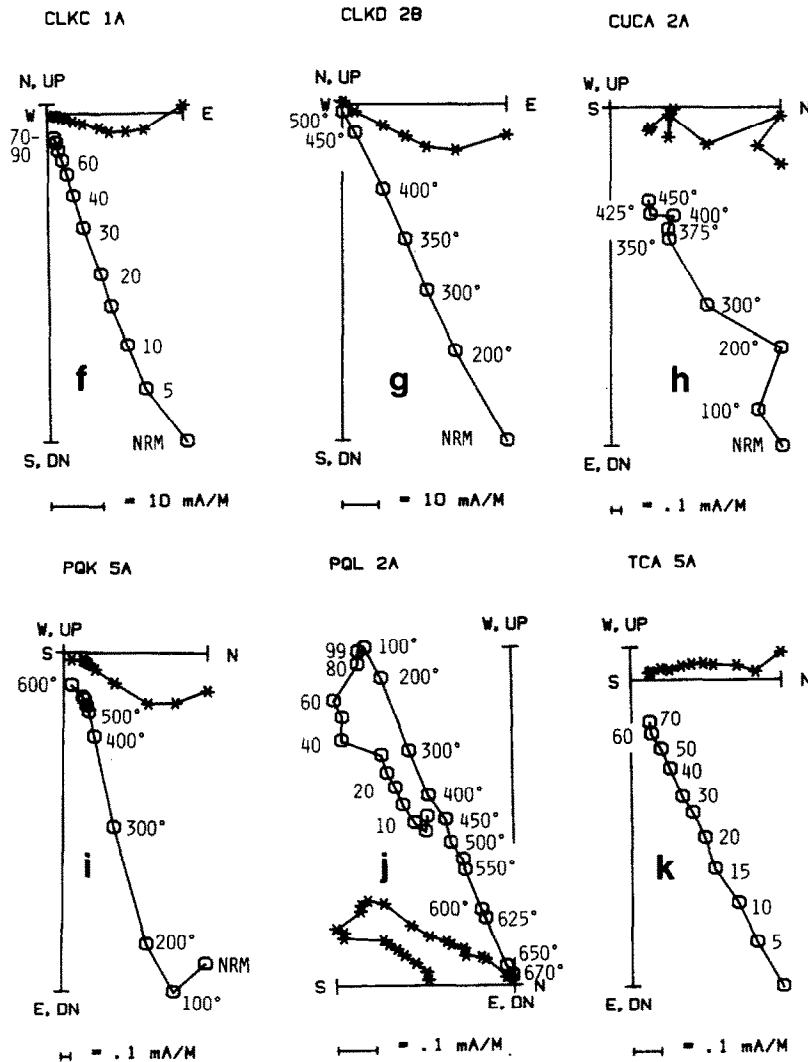 CLKC 1A
N, UP
W
E
70-
90
60
40
30
20
10
5
NRM
f
S, DN
= 10 mA/M
CLKD 2B
N, UP
W
E
500°
450°
400°
350°
300°
200°
NRM
g
S, DN
= 10 mA/M
CUCA 2A
W, UP
S
N
450°
425°
400°
375°
350°
300°
200°
100°
NRM
h
E, DN
= .1 mA/M
PQK 5A
W, UP
S
N
600°
500°
400°
300°
200°
NRM
100°
i
E, DN
= .1 mA/M
PQL 2A
W, UP
99
100°
80
200°
60
40
300°
20
400°
10
450°
500°
550°
j
600°
625°
650°
670°
S
N
E, DN
= .1 mA/M
TCA 5A
W, UP
S
N
70
60
50
40
30
20
15
10
5
k
E, DN
= .1 mA/M